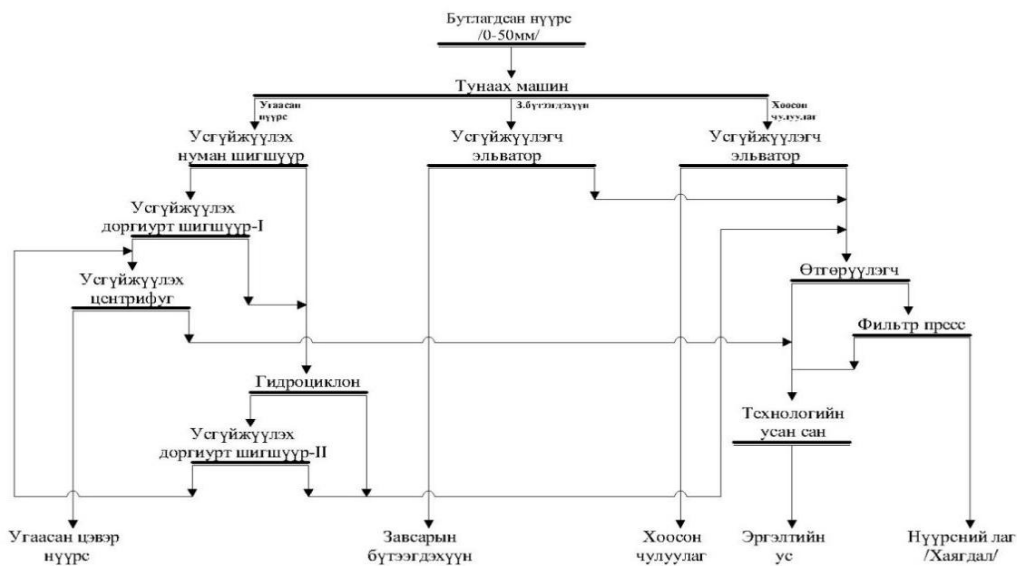 Бутлагдсан нүүрс
/0-50мм/
Тунаах машин
Угаасан
нүүрс
З.бүтээгдэхүүн
Хоосон
чулуулаг
Усгүйжүүлэх
нуман шигшүүр
Усгүйжүүлэгч
эльватор
Усгүйжүүлэгч
эльватор
Усгүйжүүлэх
доргиурт шигшүүр-I
Усгүйжүүлэх
центрифуг
Өтгөрүүлэгч
Фильтр пресс
Гидроциклон
Усгүйжүүлэх
доргиурт шигшүүр-II
Технологийн
усан сан
Угаасан цэвэр
нүүрс
Завсарын
бүтээгдэхүүн
Хоосон
чулуулаг
Эргэлтийн
ус
Нүүрсний лаг
/Хаягдал/